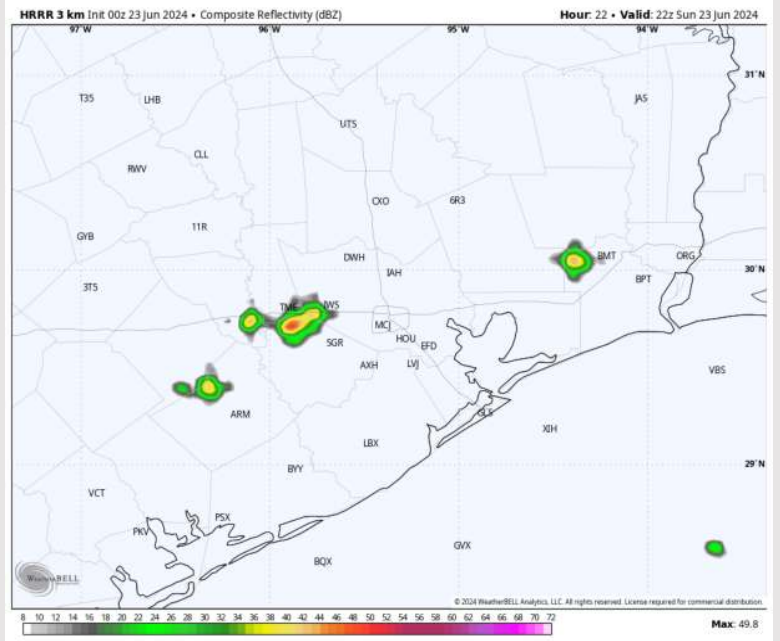 HRRR 3 km Init 00z 23 Jun 2024 • Composite Reflectivity (dBZ) Hour: 22 • Valid: 22z Sun 23 Jun 2024
97°W 96°W 95°W 94°W
31°N
T35 LHB JAS
UTS
CLL
RWV
CXO 6R3
11R
GYB
DWH BMT ORG
30°N
IAH
BPT
3T5
TME IWS
MCJ
HOU
SGR EFD
AXH LVJ
VBS
ARM GLS
XIH
LBX
29°N
BYY
VCT
PSX
PKV
GVX
BQX
WeatherBELL
© 2024 WeatherBELL Analytics, LLC. All rights reserved. License required for commercial distribution.
8 10 12 14 16 18 20 22 24 26 28 30 32 34 36 38 40 42 44 46 48 50 52 54 56 58 60 62 64 66 68 70 72 Max: 49.8